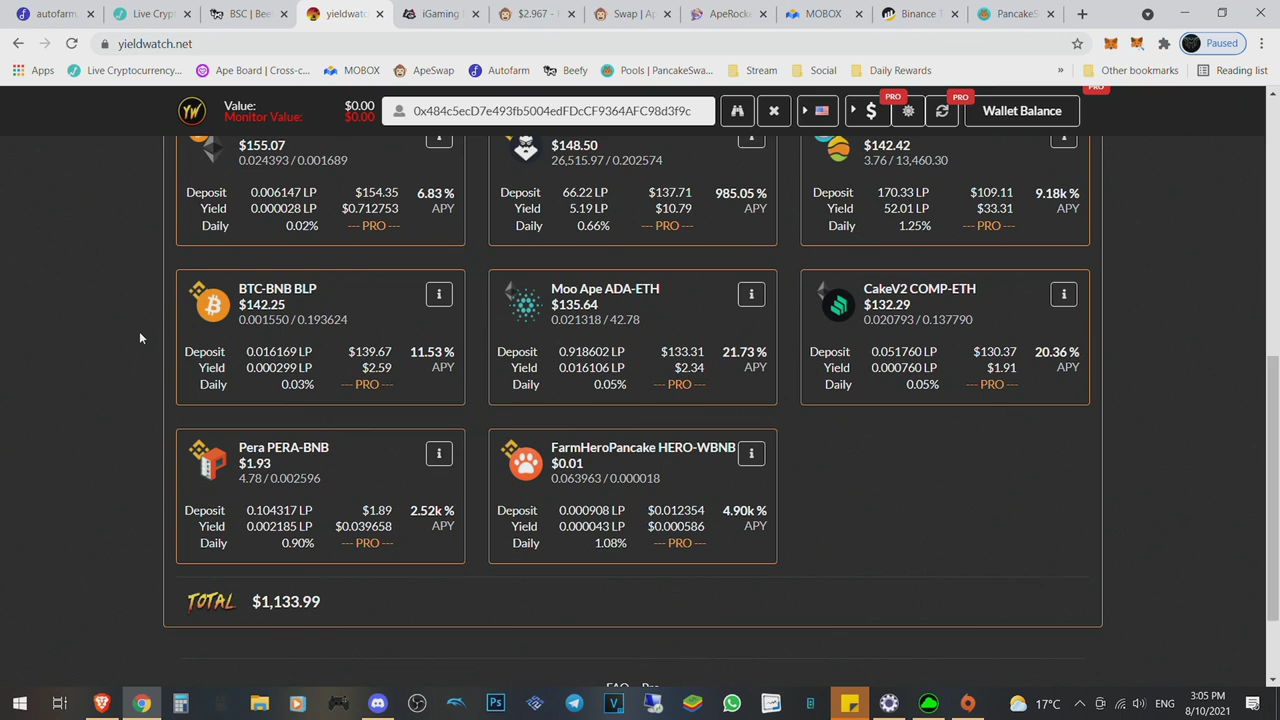 autofarm
Live Cryp
BSC | Bee
yieldwatch
iGaming
$2.967 -
Swap | Ap
ApeRock
MOBOX
Binance T
PancakeS
yieldwatch.net
Paused
Apps
Live Cryptocurrency...
Ape Board | Cross-c...
MOBOX
ApeSwap
Autofarm
Beefy
Pools | PancakeSwa...
Stream
Social
Daily Rewards
»
Other bookmarks
Reading list
YW
Value: $0.00
Monitor Value: $0.00
0x484c5ecD7e493fb5004edFDcCF9364AFC98d3f9c
$
PRO
PRO
Wallet Balance
PRO
$155.07
0.024393 / 0.001689
Deposit 0.006147 LP $154.35 6.83 %
Yield 0.000028 LP $0.712753 APY
Daily 0.02% --- PRO ---
$148.50
26,515.97 / 0.202574
Deposit 66.22 LP $137.71 985.05 %
Yield 5.19 LP $10.79 APY
Daily 0.66% --- PRO ---
$142.42
3.76 / 13,460.30
Deposit 170.33 LP $109.11 9.18k %
Yield 52.01 LP $33.31 APY
Daily 1.25% --- PRO ---
BTC-BNB BLP
$142.25
0.001550 / 0.193624
Deposit 0.016169 LP $139.67 11.53 %
Yield 0.000299 LP $2.59 APY
Daily 0.03% --- PRO ---
Moo Ape ADA-ETH
$135.64
0.021318 / 42.78
Deposit 0.918602 LP $133.31 21.73 %
Yield 0.016106 LP $2.34 APY
Daily 0.05% --- PRO ---
CakeV2 COMP-ETH
$132.29
0.020793 / 0.137790
Deposit 0.051760 LP $130.37 20.36 %
Yield 0.000760 LP $1.91 APY
Daily 0.05% --- PRO ---
Pera PERA-BNB
$1.93
4.78 / 0.002596
Deposit 0.104317 LP $1.89 2.52k %
Yield 0.002185 LP $0.039658 APY
Daily 0.90% --- PRO ---
FarmHeroPancake HERO-WBNB
$0.01
0.063963 / 0.000018
Deposit 0.000908 LP $0.012354 4.90k %
Yield 0.000043 LP $0.000586 APY
Daily 1.08% --- PRO ---
TOTAL $1,133.99
17°C
ENG
3:05 PM
8/10/2021